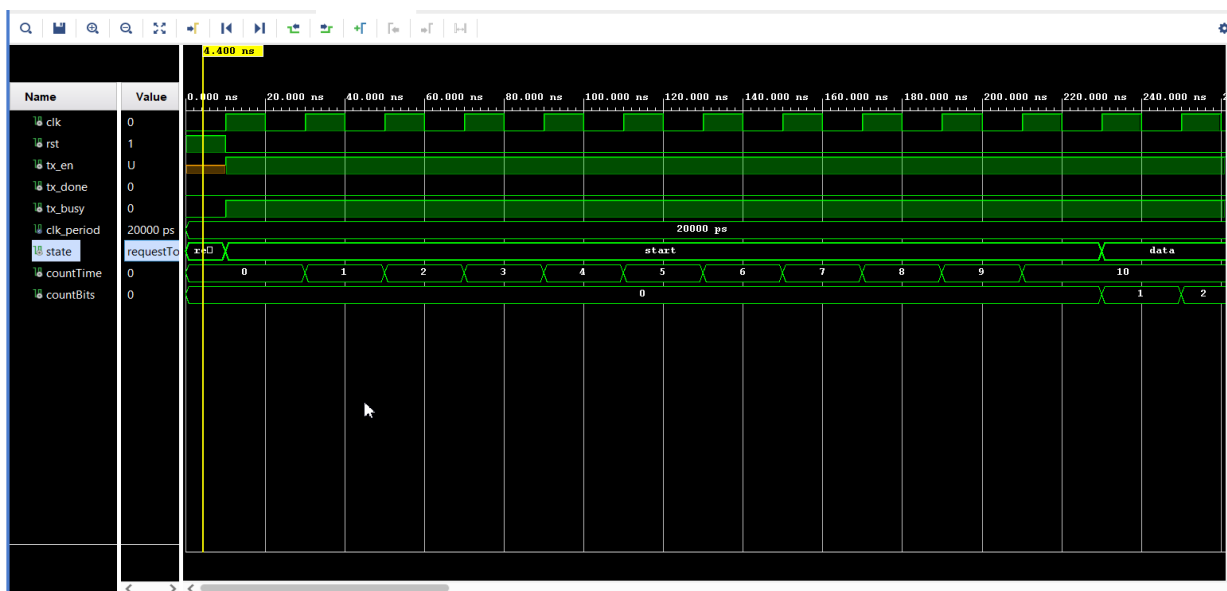 4.400 ns
Name Value 0.000 ns 20.000 ns 40.000 ns 60.000 ns 80.000 ns 100.000 ns 120.000 ns 140.000 ns 160.000 ns 180.000 ns 200.000 ns 220.000 ns 240.000 ns 2
clk 0
rst 1
tx_en U
tx_done 0
tx_busy 0
clk_period 20000 ps 20000 ps
state requestTo re start data
countTime 0 0 1 2 3 4 5 6 7 8 9 10
countBits 0 0 1 2